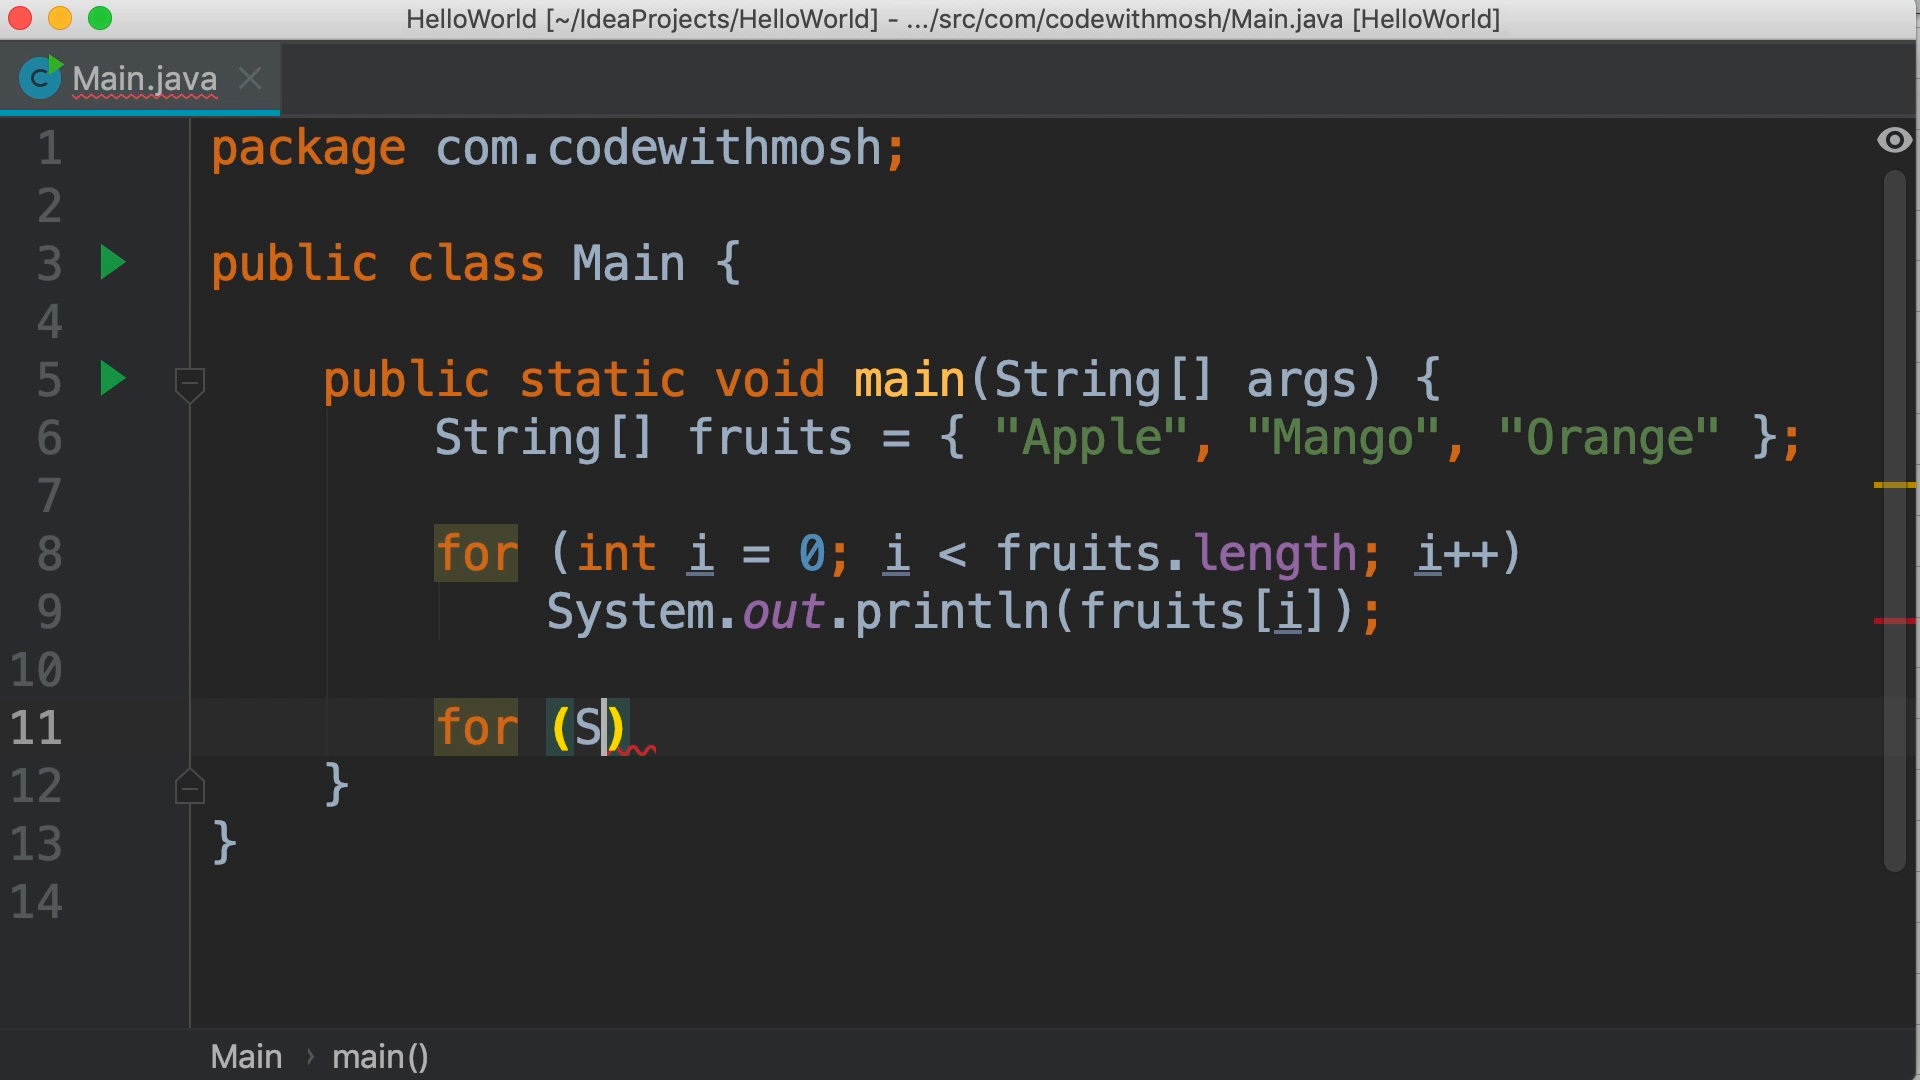 HelloWorld [~/IdeaProjects/HelloWorld] - .../src/com/codewithmosh/Main.java [HelloWorld]
C Main.java
1 package com.codewithmosh;
2
3 public class Main {
4
5 public static void main(String[] args) {
6 String[] fruits = { "Apple", "Mango", "Orange" };
7
8 for (int i = 0; i < fruits.length; i++)
9 System.out.println(fruits[i]);
10
11 for (S)
12 }
13 }
14
Main › main()